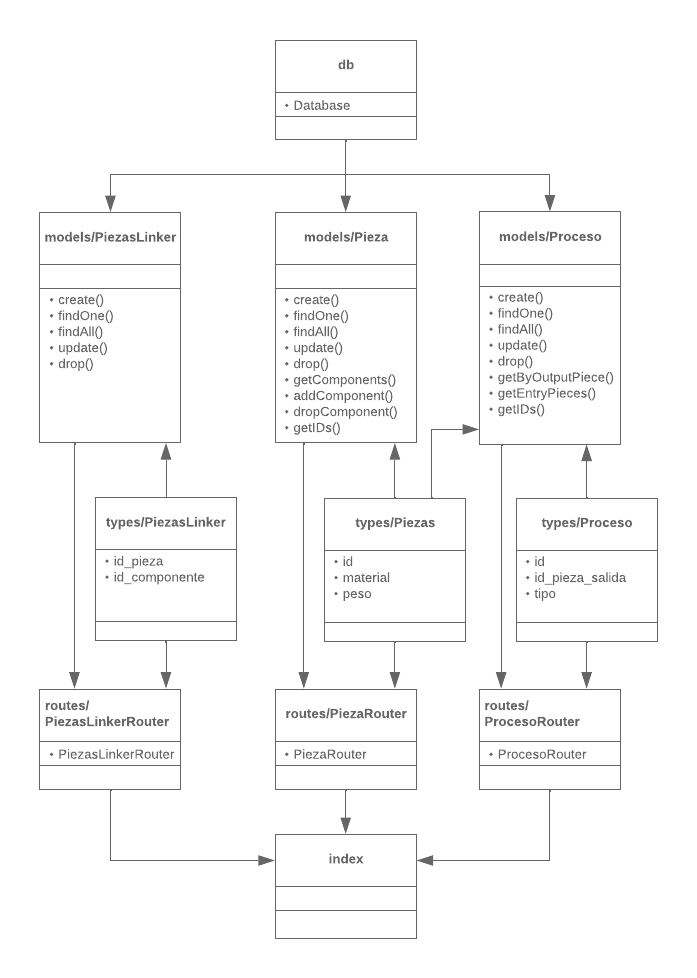 db
• Database
models/PiezasLinker
• create()
• findOne()
• findAll()
• update()
• drop()
models/Pieza
• create()
• findOne()
• findAll()
• update()
• drop()
• getComponents()
• addComponent()
• dropComponent()
• getIDs()
models/Proceso
• create()
• findOne()
• findAll()
• update()
• drop()
• getByOutputPiece()
• getEntryPieces()
• getIDs()
types/PiezasLinker
• id_pieza
• id_componente
types/Piezas
• id
• material
• peso
types/Proceso
• id
• id_pieza_salida
• tipo
routes/
PiezasLinkerRouter
• PiezasLinkerRouter
routes/PiezaRouter
• PiezaRouter
routes/
ProcesoRouter
• ProcesoRouter
index